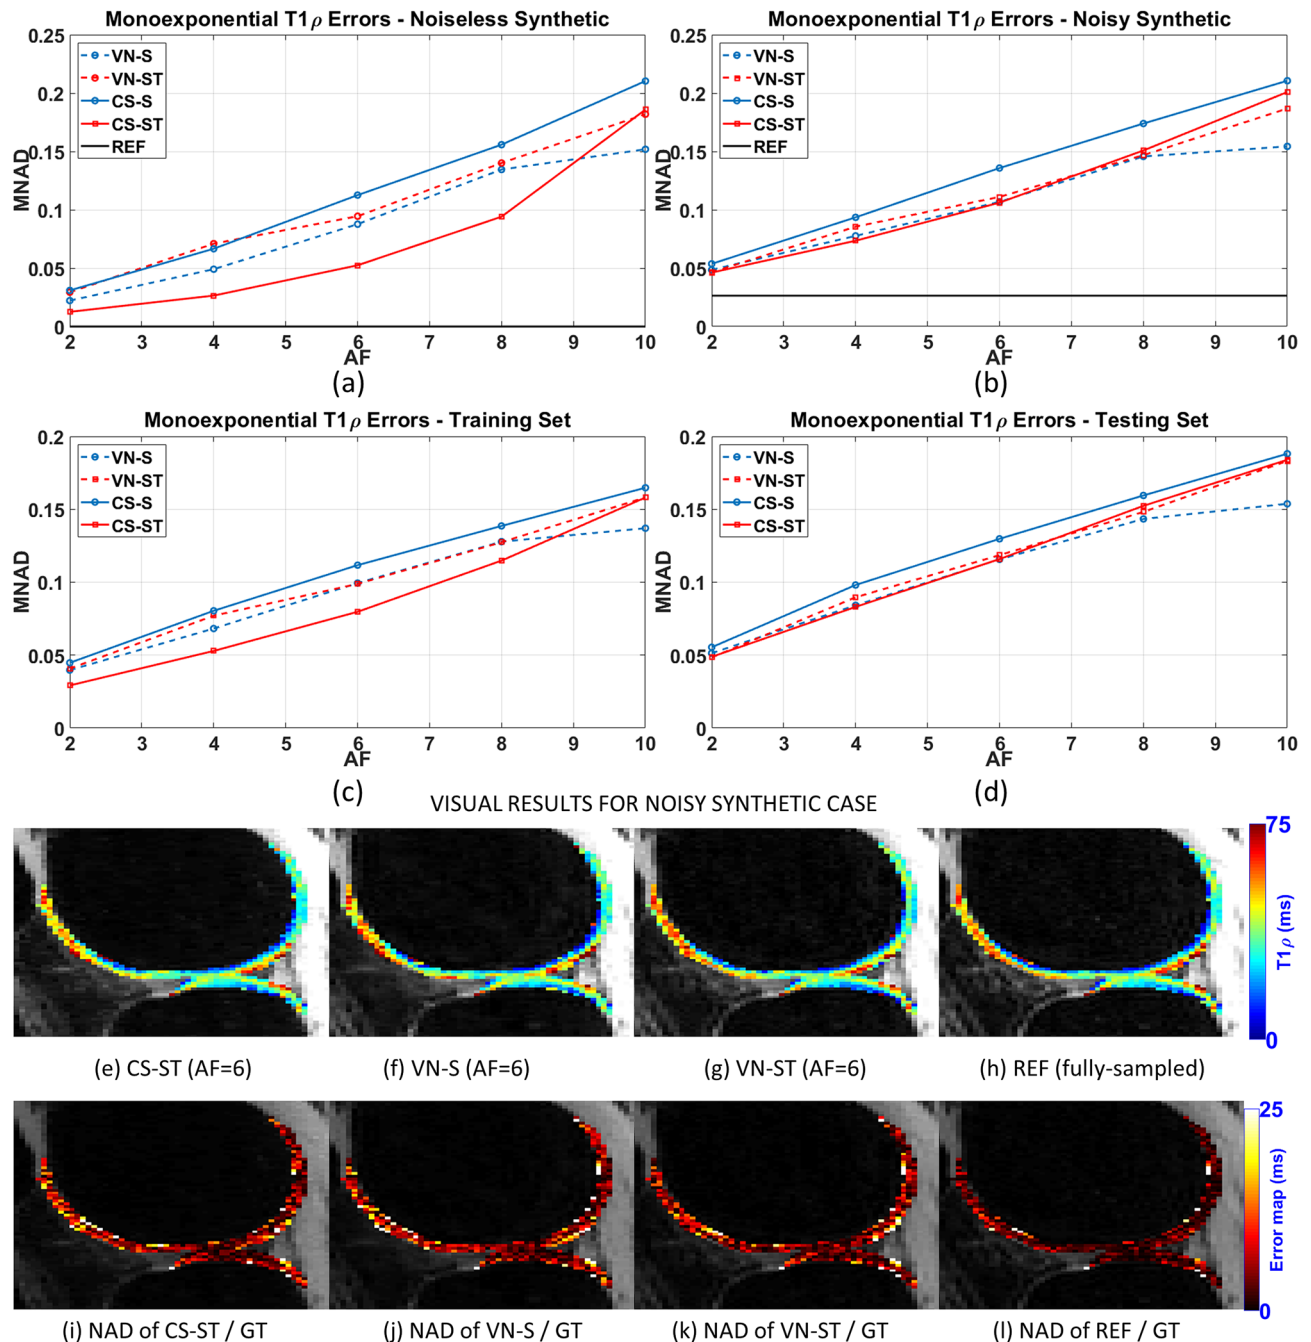 Monoexponential T1ρ Errors - Noiseless Synthetic
0.25
0.2
0.15
0.1
0.05
0
MNAD
VN-S
VN-ST
CS-S
CS-ST
REF
2 3 4 5 6 7 8 9 10
AF
(a)
Monoexponential T1ρ Errors - Noisy Synthetic
0.25
0.2
0.15
0.1
0.05
0
MNAD
VN-S
VN-ST
CS-S
CS-ST
REF
2 3 4 5 6 7 8 9 10
AF
(b)
Monoexponential T1ρ Errors - Training Set
0.2
0.15
0.1
0.05
0
MNAD
VN-S
VN-ST
CS-S
CS-ST
2 3 4 5 6 7 8 9 10
AF
(c)
Monoexponential T1ρ Errors - Testing Set
0.2
0.15
0.1
0.05
0
MNAD
VN-S
VN-ST
CS-S
CS-ST
2 3 4 5 6 7 8 9 10
AF
(d)
VISUAL RESULTS FOR NOISY SYNTHETIC CASE
75
T1ρ (ms)
0
(e) CS-ST (AF=6)
(f) VN-S (AF=6)
(g) VN-ST (AF=6)
(h) REF (fully-sampled)
25
Error map (ms)
0
(i) NAD of CS-ST / GT
(j) NAD of VN-S / GT
(k) NAD of VN-ST / GT
(l) NAD of REF / GT